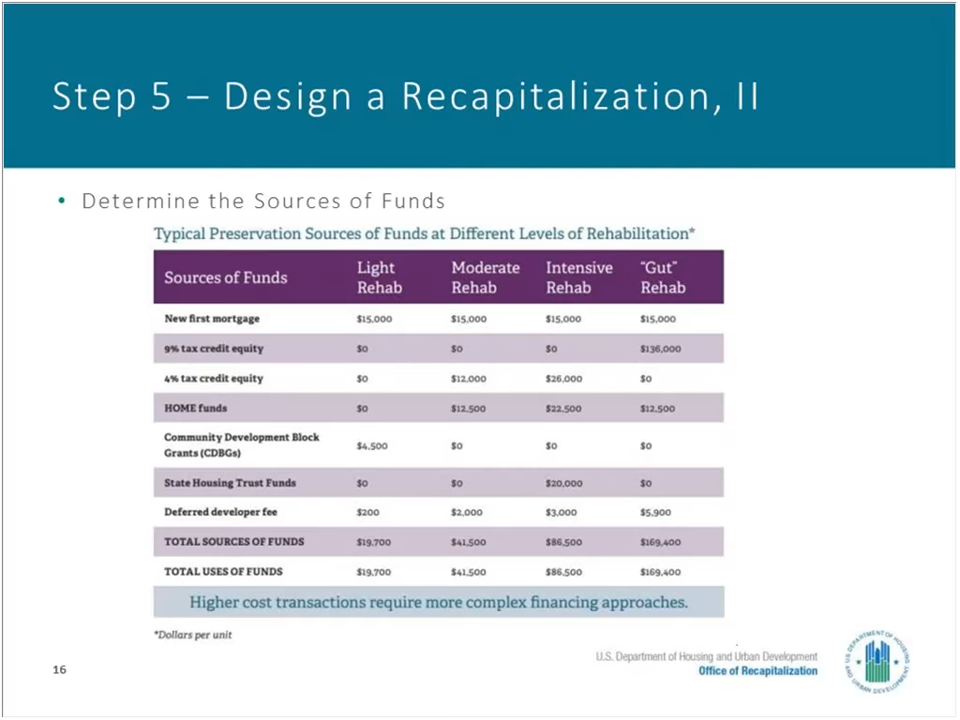 Step 5 – Design a Recapitalization, II
• Determine the Sources of Funds
Typical Preservation Sources of Funds at Different Levels of Rehabilitation*
Sources of Funds Light Rehab Moderate Rehab Intensive Rehab “Gut” Rehab
New first mortgage $15,000 $15,000 $15,000 $15,000
9% tax credit equity $0 $0 $0 $136,000
4% tax credit equity $0 $12,000 $26,000 $0
HOME funds $0 $12,500 $22,500 $12,500
Community Development Block
Grants (CDBGs) $4,500 $0 $0 $0
State Housing Trust Funds $0 $0 $20,000 $0
Deferred developer fee $200 $2,000 $3,000 $5,900
TOTAL SOURCES OF FUNDS $19,700 $41,500 $86,500 $169,400
TOTAL USES OF FUNDS $19,700 $41,500 $86,500 $169,400
Higher cost transactions require more complex financing approaches.
*Dollars per unit
16
U.S. Department of Housing and Urban Development
Office of Recapitalization
U.S. DEPARTMENT OF HOUSING AND URBAN DEVELOPMENT